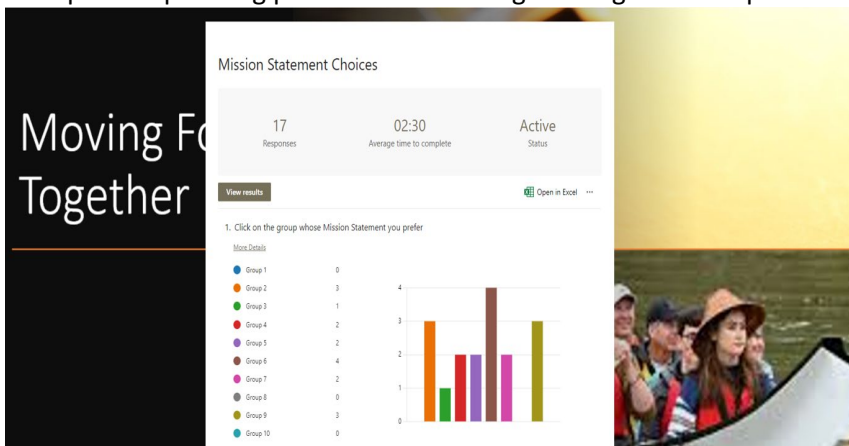 Moving Fo
Together
Mission Statement Choices
17
Responses
02:30
Average time to complete
Active
Status
View results
Open in Excel ...
1. Click on the group whose Mission Statement you prefer
More Details
Group 1 0
Group 2 3
Group 3 1
Group 4 2
Group 5 2
Group 6 4
Group 7 2
Group 8 0
Group 9 3
Group 10 0
4
3
2
1
0